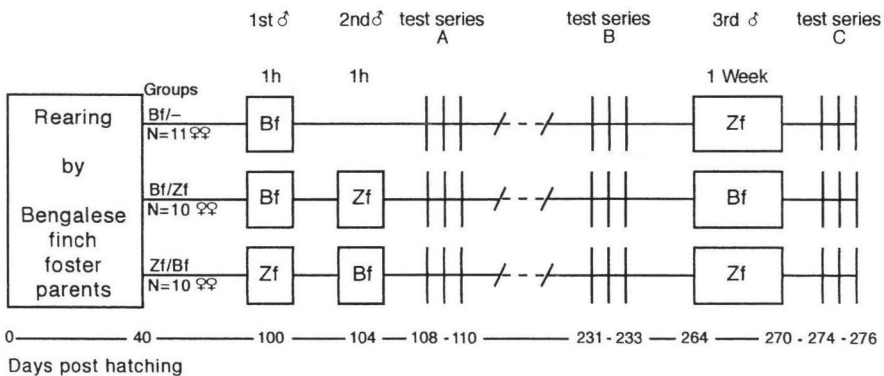 1st ♂ 2nd ♂ test series A test series B 3rd ♂ test series C
1h 1h 1 Week
Groups
Rearing by Bengalese finch foster parents
Bf/–
N=11 ♀♀
Bf Zf
Bf/Zf
N=10 ♀♀
Bf Zf Bf
Zf/Bf
N=10 ♀♀
Zf Bf Zf
0 40 100 104 108 - 110 231 - 233 264 270 - 274 - 276
Days post hatching